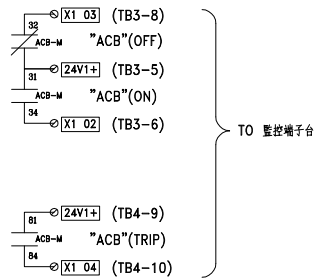 X1 03 (TB3-8)
32
ACB-M "ACB"(OFF)
24V1+ (TB3-5)
31
ACB-M "ACB"(ON)
34
X1 02 (TB3-6)
TO 監控端子台
24V1+ (TB4-9)
81
ACB-M "ACB"(TRIP)
84
X1 04 (TB4-10)